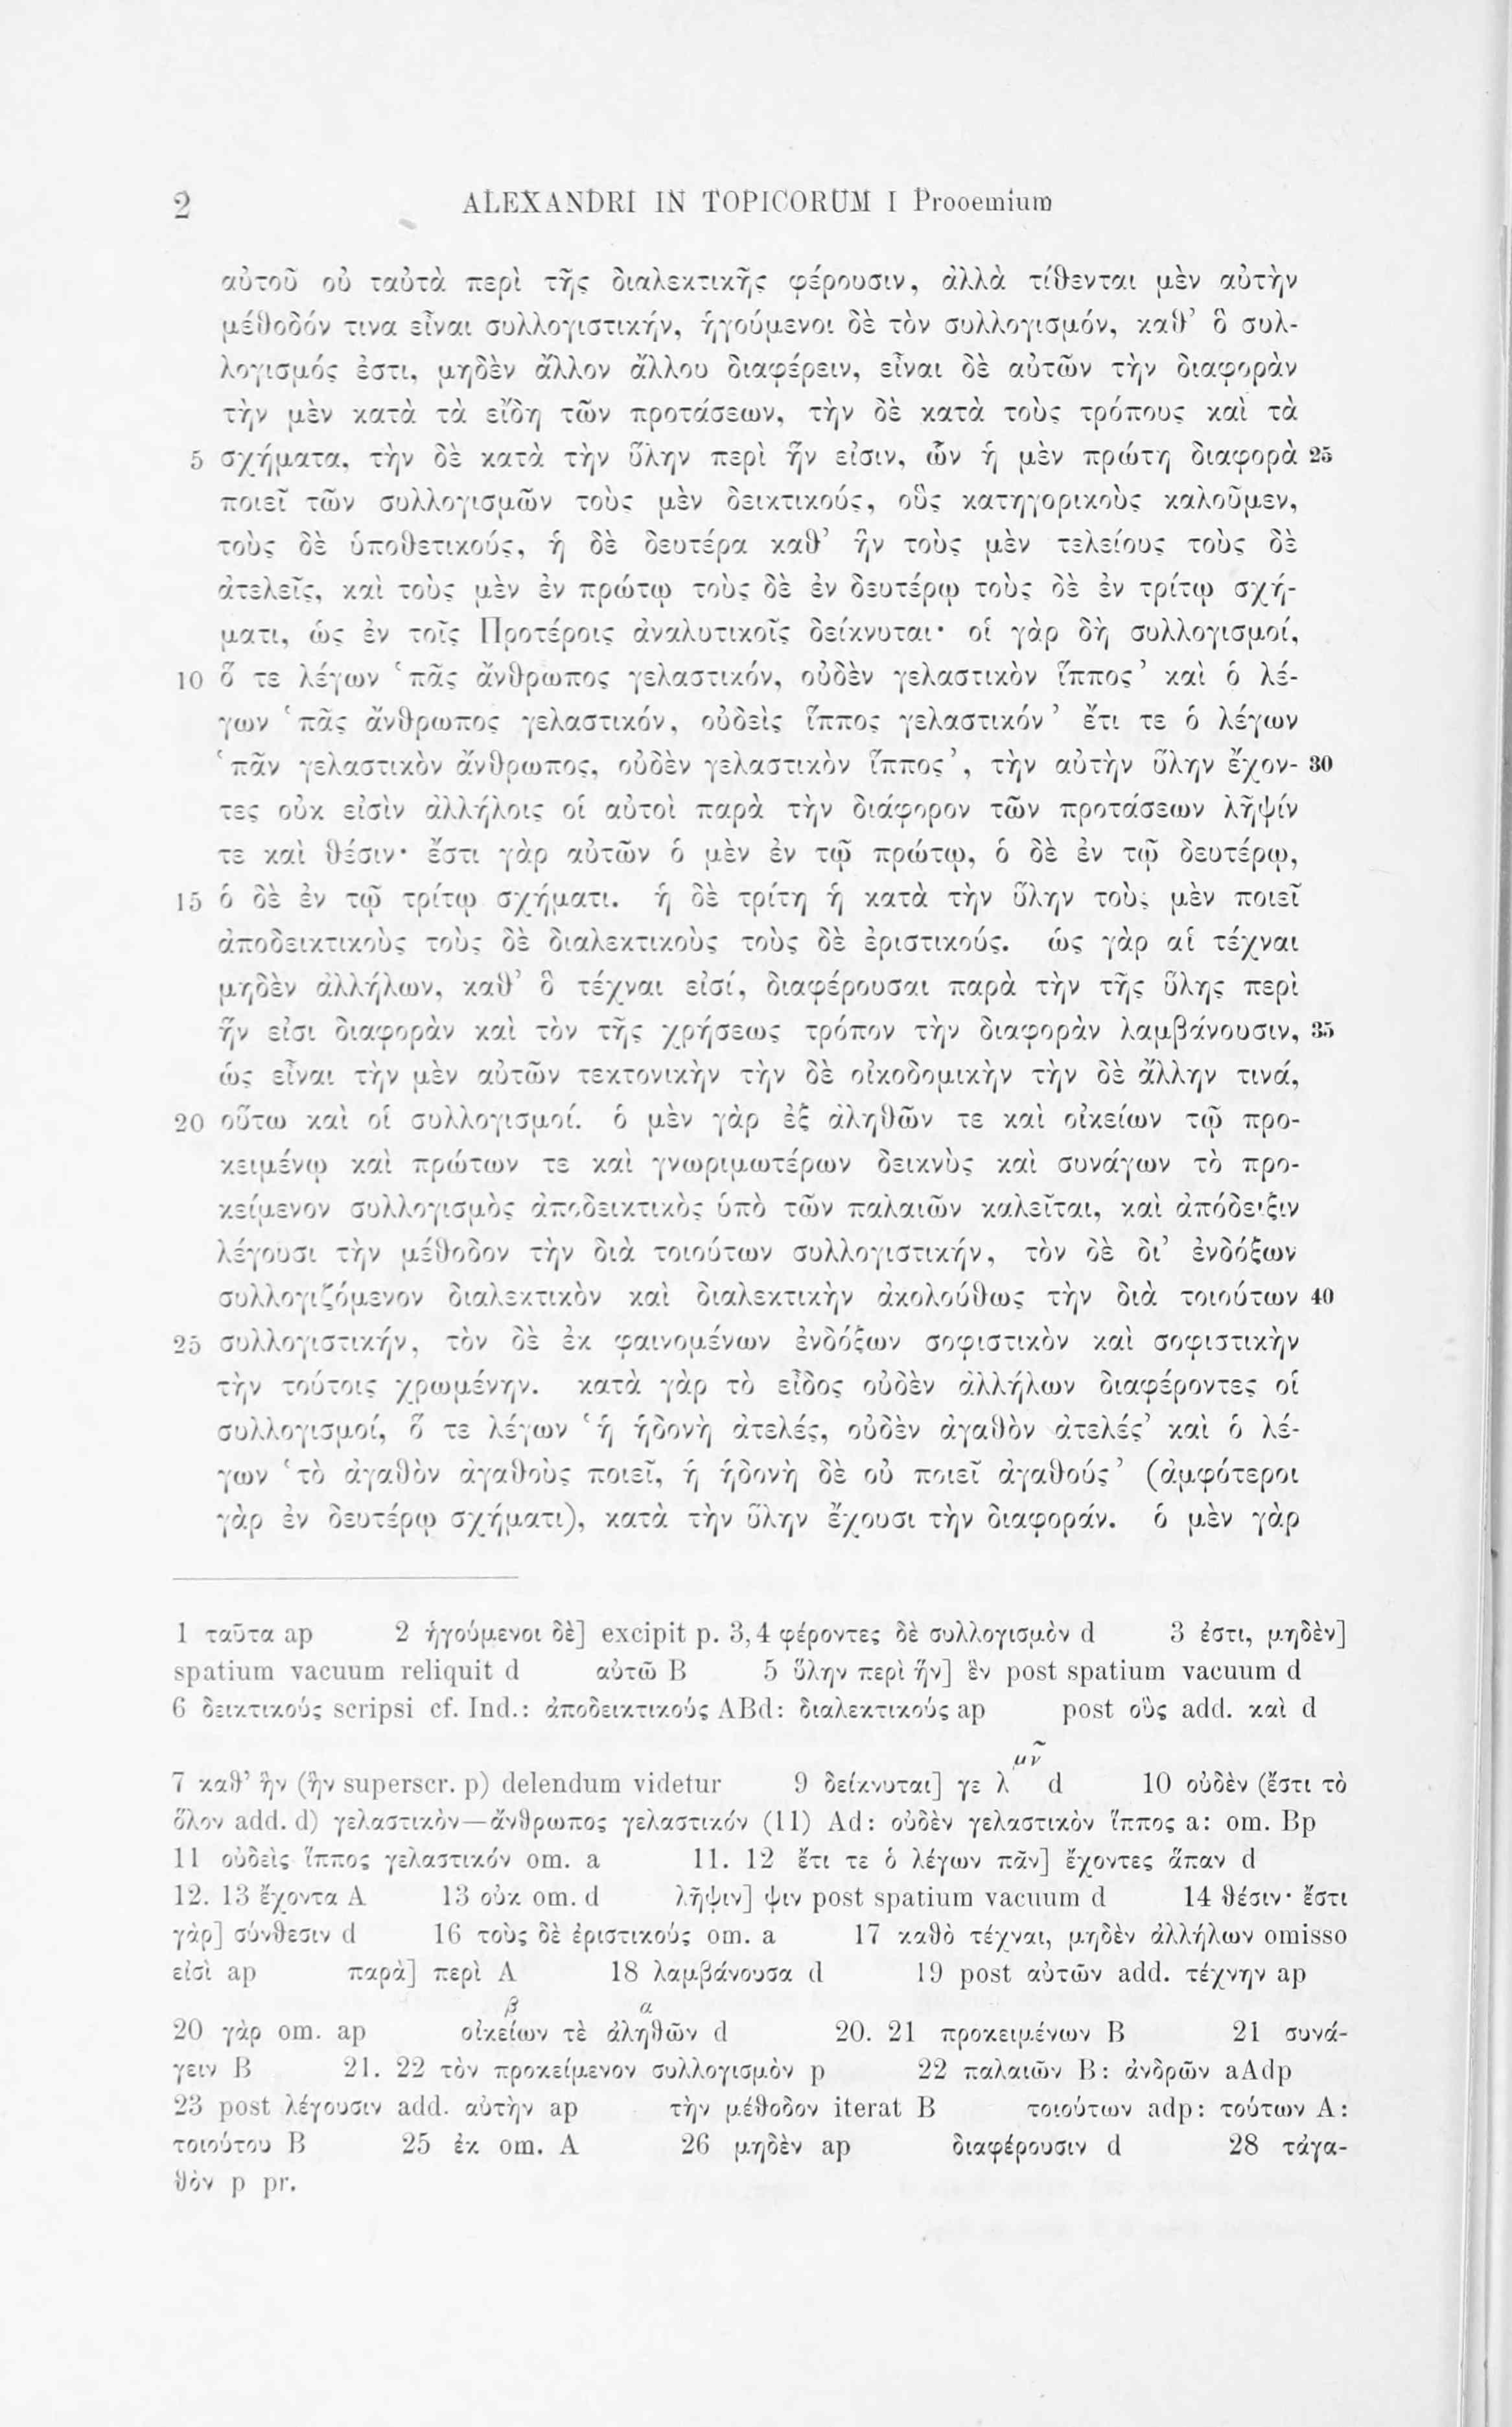 2 ALEXANDRI IN TOPICORUM I Prooemium
αὐτοῦ οὐ ταὐτὰ περὶ τῆς διαλεκτικῆς φέρουσιν, ἀλλὰ τίθενται μὲν αὐτὴν
μέθοδόν τινα εἶναι συλλογιστικήν, ἡγούμενοι δὲ τὸν συλλογισμόν, καθ’ ὃ συλ-
λογισμός ἐστι, μηδὲν ἄλλον ἄλλου διαφέρειν, εἶναι δὲ αὐτῶν τὴν διαφορὰν
τὴν μὲν κατὰ τὰ εἴδη τῶν προτάσεων, τὴν δὲ κατὰ τοὺς τρόπους καὶ τὰ
5 σχήματα, τὴν δὲ κατὰ τὴν ὕλην περὶ ἥν εἰσιν, ὧν ἡ μὲν πρώτη διαφορὰ 25
ποιεῖ τῶν συλλογισμῶν τοὺς μὲν δεικτικούς, οὓς κατηγορικοὺς καλοῦμεν,
τοὺς δὲ ὑποθετικούς, ἡ δὲ δευτέρα καθ’ ἣν τοὺς μὲν τελείους τοὺς δὲ
ἀτελεῖς, καὶ τοὺς μὲν ἐν πρώτῳ τοὺς δὲ ἐν δευτέρῳ τοὺς δὲ ἐν τρίτῳ σχή-
ματι, ὡς ἐν τοῖς Προτέροις ἀναλυτικοῖς δείκνυται· οἱ γὰρ δὴ συλλογισμοί,
10 ὅ τε λέγων ‘πᾶς ἄνθρωπος γελαστικόν, οὐδὲν γελαστικὸν ἵππος’ καὶ ὁ λέ-
γων ‘πᾶς ἄνθρωπος γελαστικόν, οὐδεὶς ἵππος γελαστικόν’ ἔτι τε ὁ λέγων
‘πᾶν γελαστικὸν ἄνθρωπος, οὐδὲν γελαστικὸν ἵππος’, τὴν αὐτὴν ὕλην ἔχον- 30
τες οὐκ εἰσὶν ἀλλήλοις οἱ αὐτοὶ παρὰ τὴν διάφορον τῶν προτάσεων λῆψίν
τε καὶ θέσιν· ἔστι γὰρ αὐτῶν ὁ μὲν ἐν τῷ πρώτῳ, ὁ δὲ ἐν τῷ δευτέρῳ,
15 ὁ δὲ ἐν τῷ τρίτῳ σχήματι. ἡ δὲ τρίτη ἡ κατὰ τὴν ὕλην τοὺς μὲν ποιεῖ
ἀποδεικτικοὺς τοὺς δὲ διαλεκτικοὺς τοὺς δὲ ἐριστικούς. ὡς γὰρ αἱ τέχναι
μηδὲν ἀλλήλων, καθ’ ὃ τέχναι εἰσί, διαφέρουσαι παρὰ τὴν τῆς ὕλης περὶ
ἥν εἰσι διαφορὰν καὶ τὸν τῆς χρήσεως τρόπον τὴν διαφορὰν λαμβάνουσιν, 35
ὡς εἶναι τὴν μὲν αὐτῶν τεκτονικὴν τὴν δὲ οἰκοδομικὴν τὴν δὲ ἄλλην τινά,
20 οὕτω καὶ οἱ συλλογισμοί. ὁ μὲν γὰρ ἐξ ἀληθῶν τε καὶ οἰκείων τῷ προ-
κειμένῳ καὶ πρώτων τε καὶ γνωριμωτέρων δεικνὺς καὶ συνάγων τὸ προ-
κείμενον συλλογισμὸς ἀποδεικτικὸς ὑπὸ τῶν παλαιῶν καλεῖται, καὶ ἀπόδειξιν
λέγουσι τὴν μέθοδον τὴν διὰ τοιούτων συλλογιστικήν, τὸν δὲ δι’ ἐνδόξων
συλλογιζόμενον διαλεκτικὸν καὶ διαλεκτικὴν ἀκολούθως τὴν διὰ τοιούτων 40
25 συλλογιστικήν, τὸν δὲ ἐκ φαινομένων ἐνδόξων σοφιστικὸν καὶ σοφιστικὴν
τὴν τούτοις χρωμένην. κατὰ γὰρ τὸ εἶδος οὐδὲν ἀλλήλων διαφέροντες οἱ
συλλογισμοί, ὅ τε λέγων ‘ἡ ἡδονὴ ἀτελές, οὐδὲν ἀγαθὸν ἀτελές’ καὶ ὁ λέ-
γων ‘τὸ ἀγαθὸν ἀγαθοὺς ποιεῖ, ἡ ἡδονὴ δὲ οὐ ποιεῖ ἀγαθούς’ (ἀμφότεροι
γὰρ ἐν δευτέρῳ σχήματι), κατὰ τὴν ὕλην ἔχουσι τὴν διαφοράν. ὁ μὲν γὰρ
1 ταῦτα ap 2 ἡγούμενοι δὲ] excipit p. 3,4 φέροντες δὲ συλλογισμὸν d 3 ἐστι, μηδὲν]
spatium vacuum reliquit d αὐτῶ B 5 ὕλην περὶ ἥν] ἓν post spatium vacuum d
6 δεικτικούς scripsi cf. Ind.: ἀποδεικτικούς ABd: διαλεκτικούς ap post οὓς add. καὶ d
7 καθ’ ἣν (ἣν superscr. p) delendum videtur 9 δείκνυται] γε λ μν͂ d 10 οὐδὲν (ἔστι τὸ
ὅλον add. d) γελαστικὸν—ἄνθρωπος γελαστικόν (11) Ad: οὐδὲν γελαστικὸν ἵππος a: om. Bp
11 οὐδεὶς ἵππος γελαστικόν om. a 11. 12 ἔτι τε ὁ λέγων πᾶν] ἔχοντες ἅπαν d
12. 13 ἔχοντα A 13 οὐκ om. d λῆψιν] ψιν post spatium vacuum d 14 θέσιν· ἔστι
γὰρ] σύνθεσιν d 16 τοὺς δὲ ἐριστικούς om. a 17 καθὸ τέχναι, μηδὲν ἀλλήλων omisso
εἰσὶ ap παρὰ] περὶ A 18 λαμβάνουσα d 19 post αὐτῶν add. τέχνην ap
β α
20 γὰρ om. ap οἰκείων τὲ ἀληθῶν d 20. 21 προκειμένων B 21 συνά-
γειν B 21. 22 τὸν προκείμενον συλλογισμὸν p 22 παλαιῶν B: ἀνδρῶν aAdp
23 post λέγουσιν add. αὐτὴν ap τὴν μέθοδον iterat B τοιούτων adp: τούτων A:
τοιούτου B 25 ἐκ om. A 26 μηδὲν ap διαφέρουσιν d 28 τἀγα-
θὸν p pr.